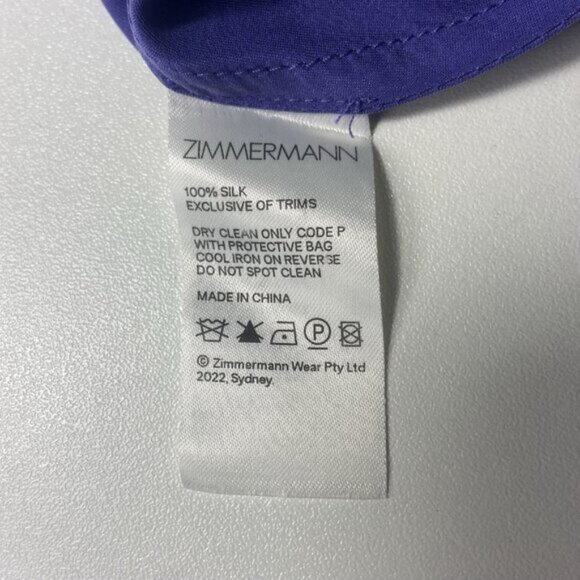 ZIMMERMANN
100% SILK
EXCLUSIVE OF TRIMS
DRY CLEAN ONLY CODE P
WITH PROTECTIVE BAG
COOL IRON ON REVERSE
DO NOT SPOT CLEAN
MADE IN CHINA
P
© Zimmermann Wear Pty Ltd
2022, Sydney.